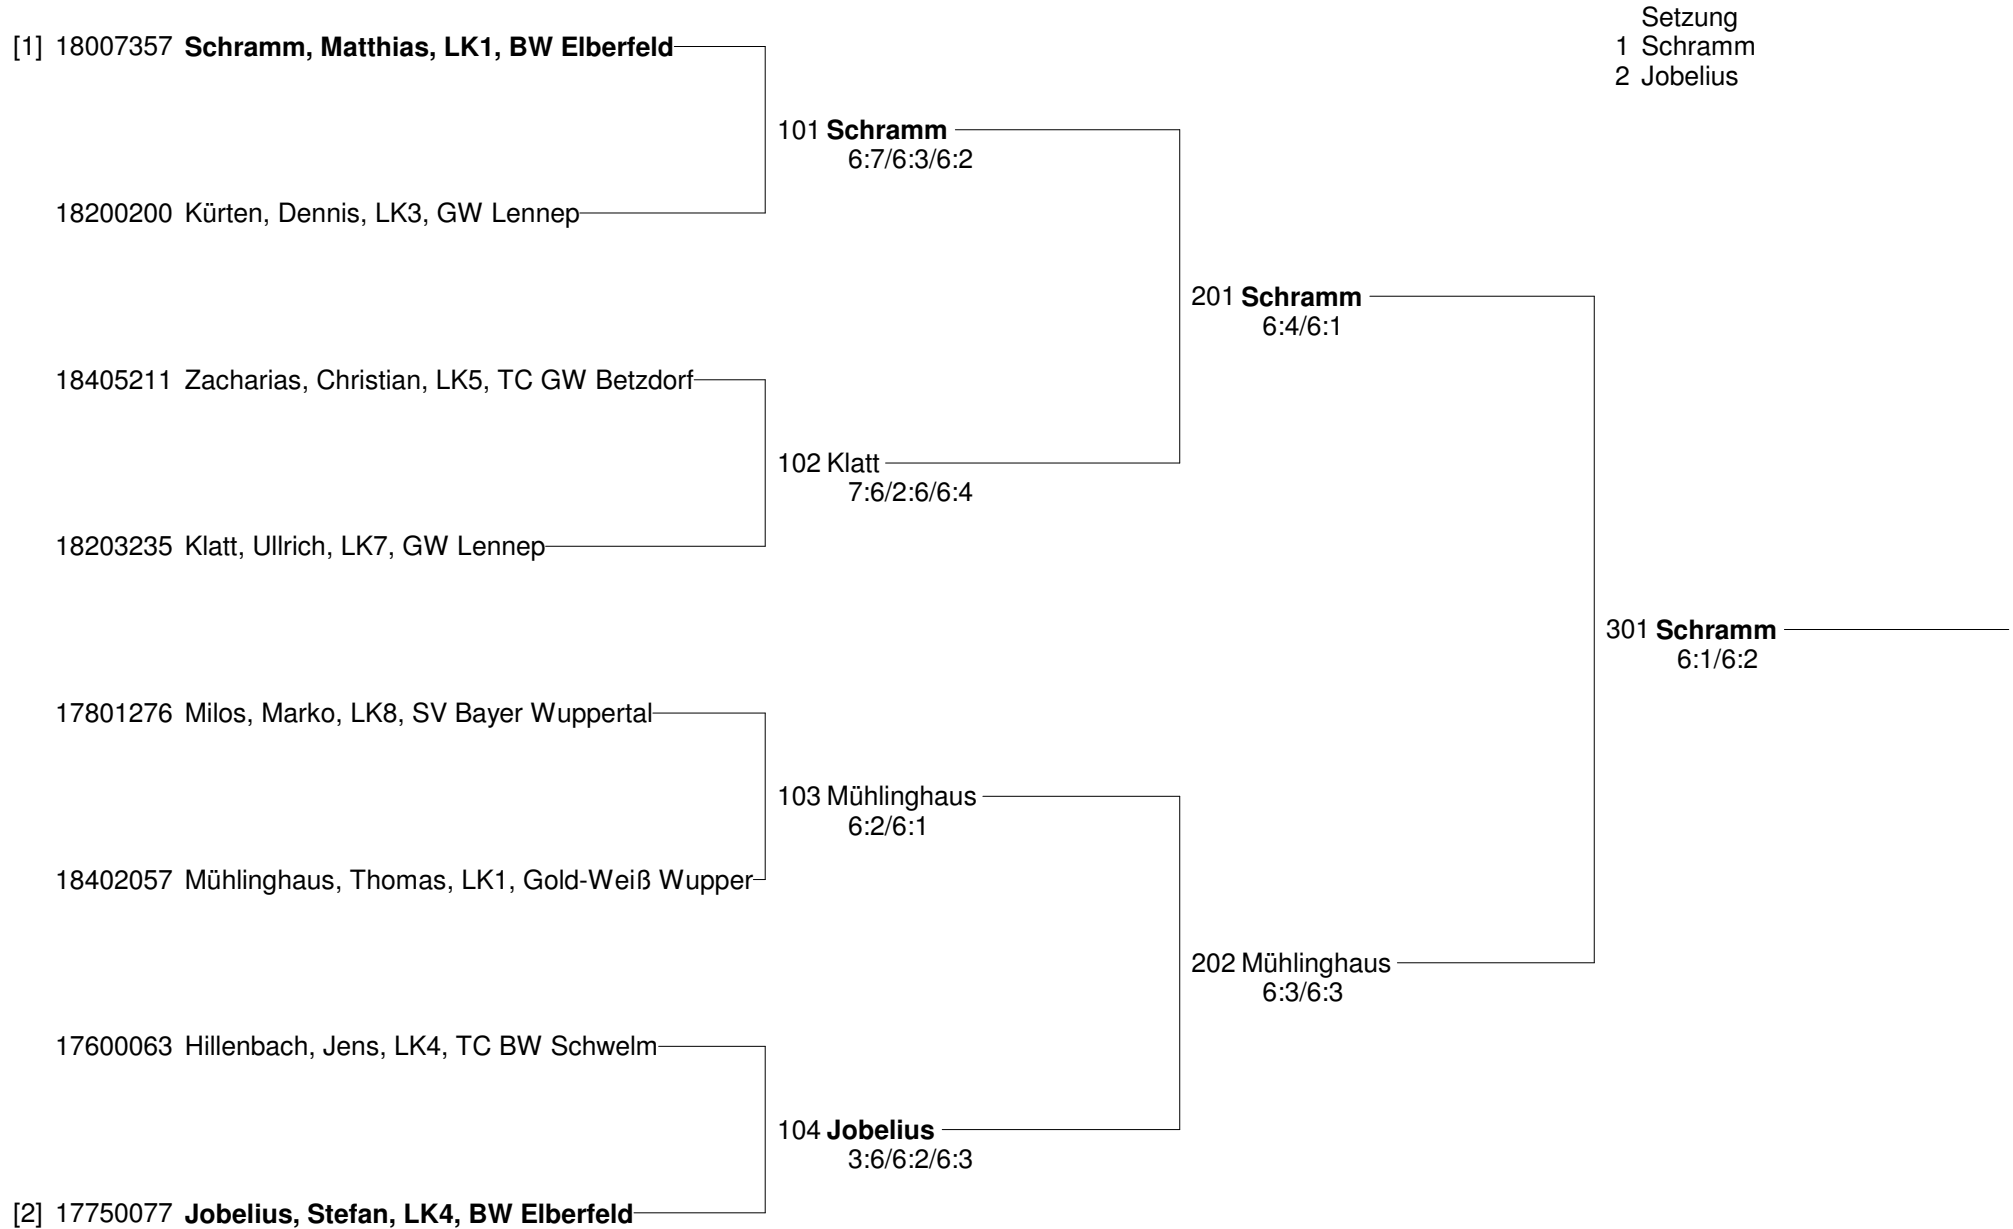 Setzung
1 Schramm
2 Jobelius
[1] 18007357 Schramm, Matthias, LK1, BW Elberfeld
101 Schramm
6:7/6:3/6:2
18200200 Kürten, Dennis, LK3, GW Lennep
201 Schramm
6:4/6:1
18405211 Zacharias, Christian, LK5, TC GW Betzdorf
102 Klatt
7:6/2:6/6:4
18203235 Klatt, Ullrich, LK7, GW Lennep
301 Schramm
6:1/6:2
17801276 Milos, Marko, LK8, SV Bayer Wuppertal
103 Mühlinghaus
6:2/6:1
18402057 Mühlinghaus, Thomas, LK1, Gold-Weiß Wupper
202 Mühlinghaus
6:3/6:3
17600063 Hillenbach, Jens, LK4, TC BW Schwelm
104 Jobelius
3:6/6:2/6:3
[2] 17750077 Jobelius, Stefan, LK4, BW Elberfeld